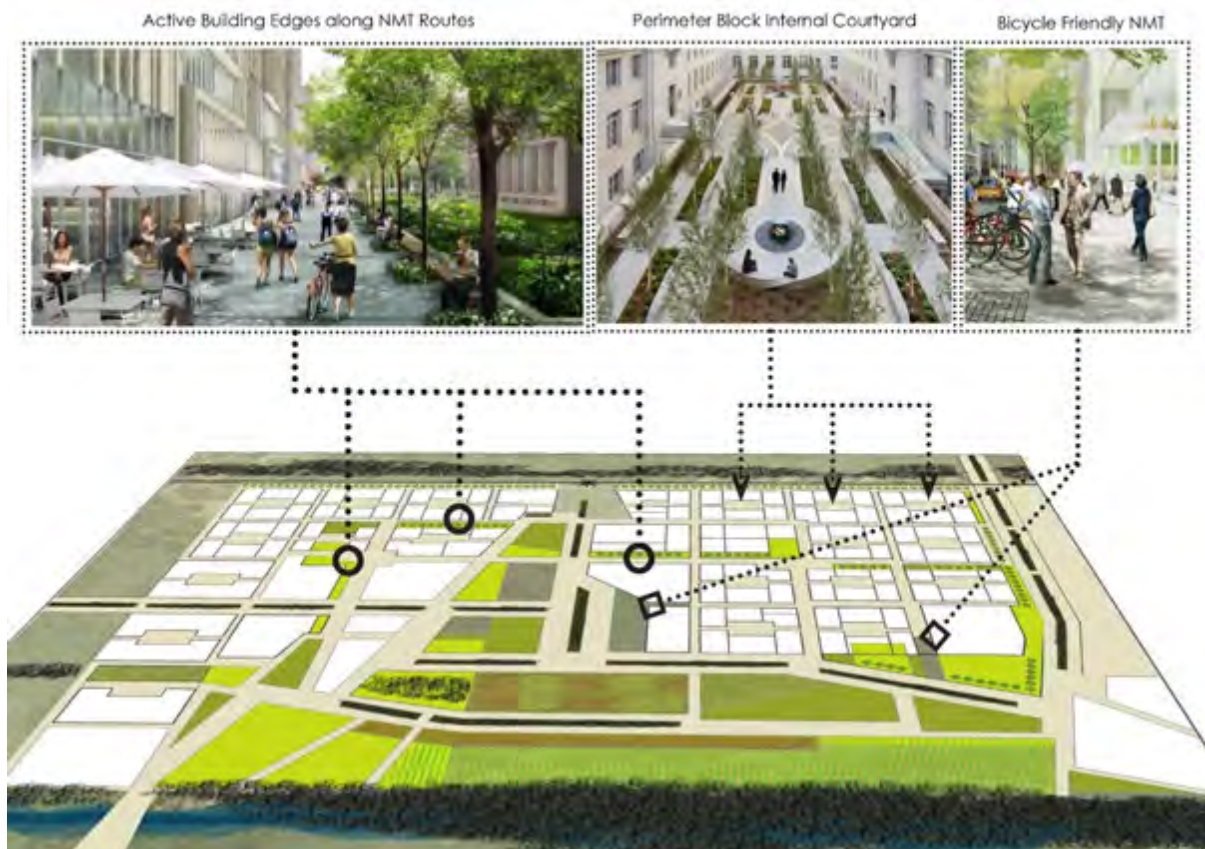 Active Building Edges along NMT Routes
Perimeter Block Internal Courtyard
Bicycle Friendly NMT